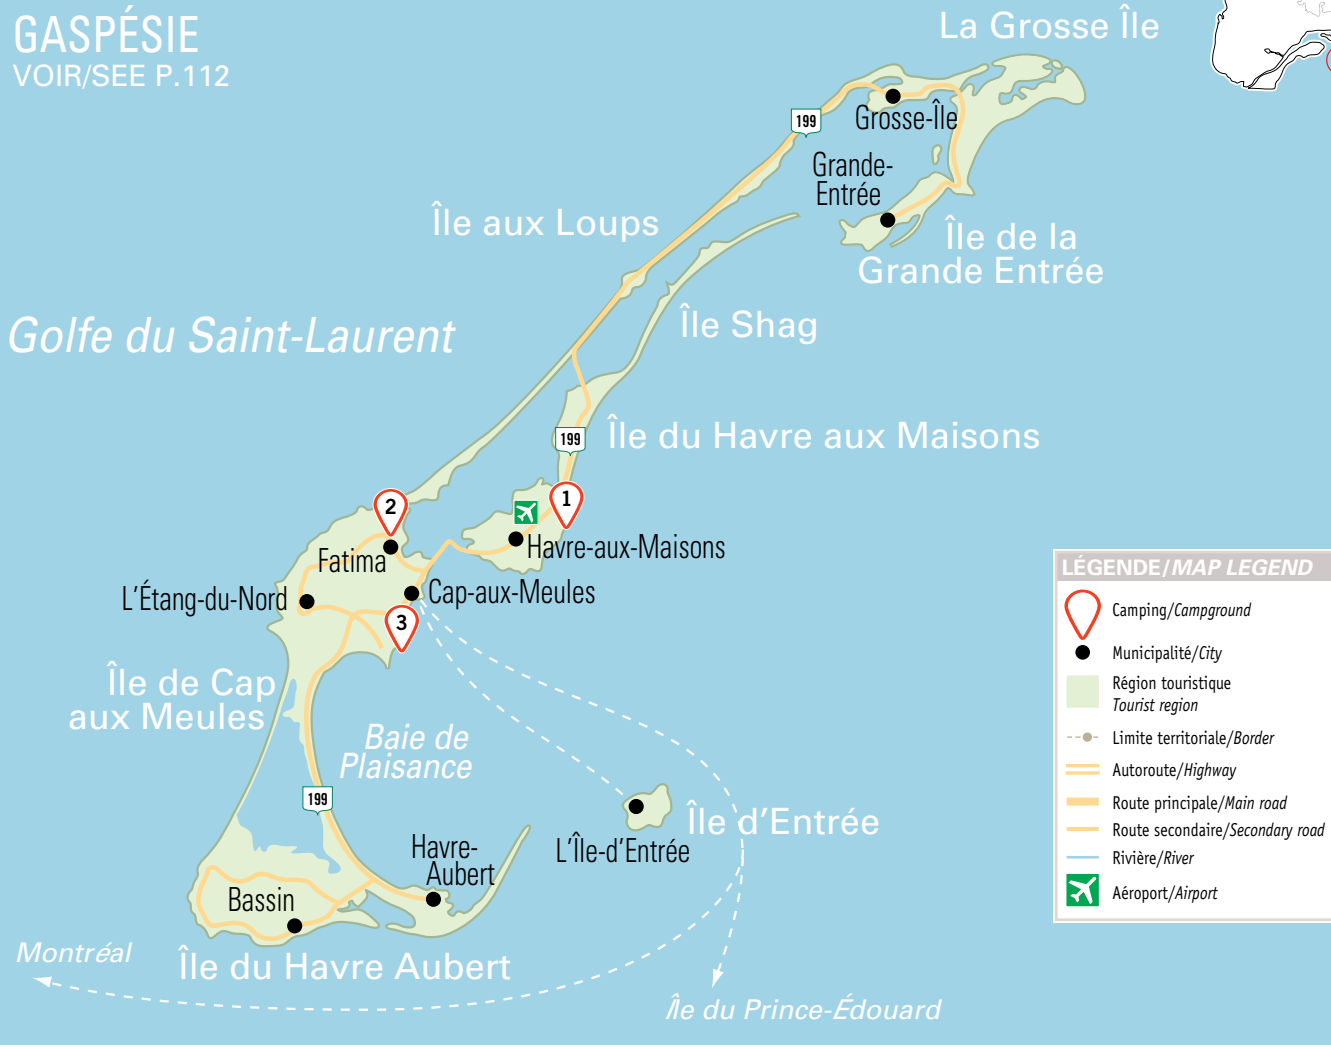 GASPÉSIE
VOIR/SEE P.112
La Grosse Île
199
Grosse-Île
Grande-
Entrée
Île aux Loups
Île de la
Grande Entrée
Golfe du Saint-Laurent
Île Shag
199
Île du Havre aux Maisons
2
1
Fatima
Havre-aux-Maisons
L'Étang-du-Nord
Cap-aux-Meules
3
Île de Cap
aux Meules
Baie de
Plaisance
199
Île d'Entrée
L'Île-d'Entrée
Havre-
Aubert
Bassin
Montréal
Île du Havre Aubert
Île du Prince-Édouard
LÉGENDE/MAP LEGEND
Camping/Campground
Municipalité/City
Région touristique
Tourist region
Limite territoriale/Border
Autoroute/Highway
Route principale/Main road
Route secondaire/Secondary road
Rivière/River
Aéroport/Airport